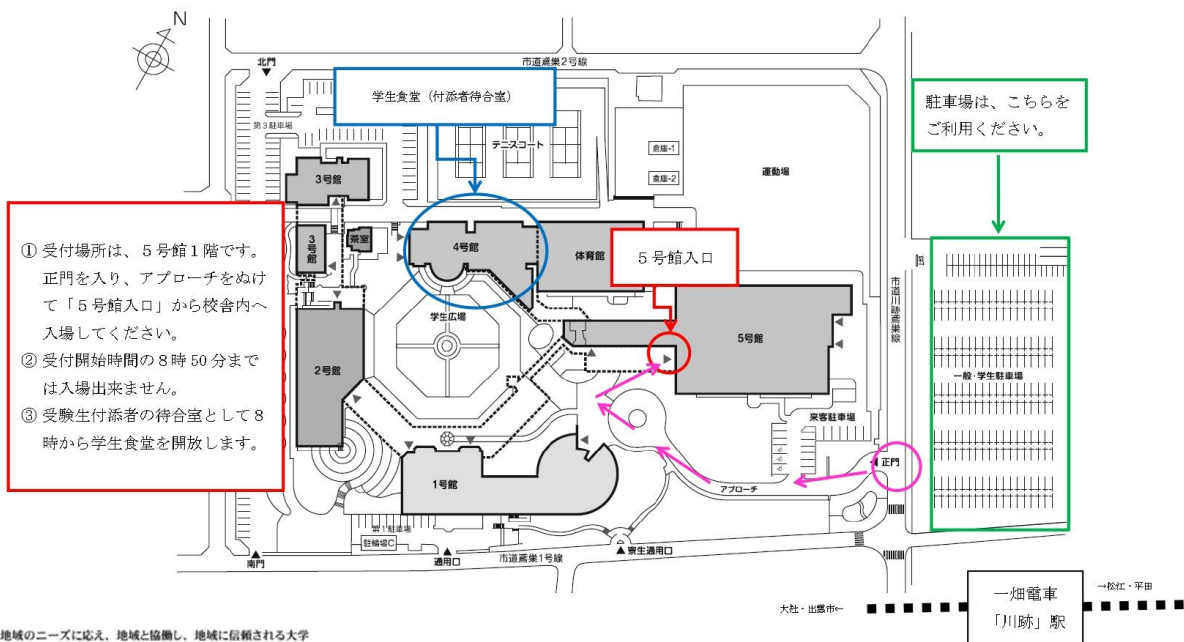 N
北門
市道鳶巣2号線
学生食堂（付添者待合室）
駐車場は、こちらを
ご利用ください。
第3駐車場
テニスコート
倉庫-1
倉庫-2
運動場
3号館
3号館
茶室
4号館
体育館
5号館入口
① 受付場所は、5号館1階です。
正門を入り、アプローチをぬけ
て「5号館入口」から校舎内へ
入場してください。
② 受付開始時間の8時50分まで
は入場出来ません。
③ 受験生付添者の待合室として8
時から学生食堂を開放します。
学生広場
5号館
市道川跡鳶巣線
2号館
一般・学生駐車場
来客駐車場
正門
アプローチ
1号館
第1駐車場
駐輪場C
南門
通用口
市道鳶巣1号線
寮生通用口
大社・出雲市←
一畑電車
「川跡」駅
→松江・平田
地域のニーズに応え、地域と協働し、地域に信頼される大学